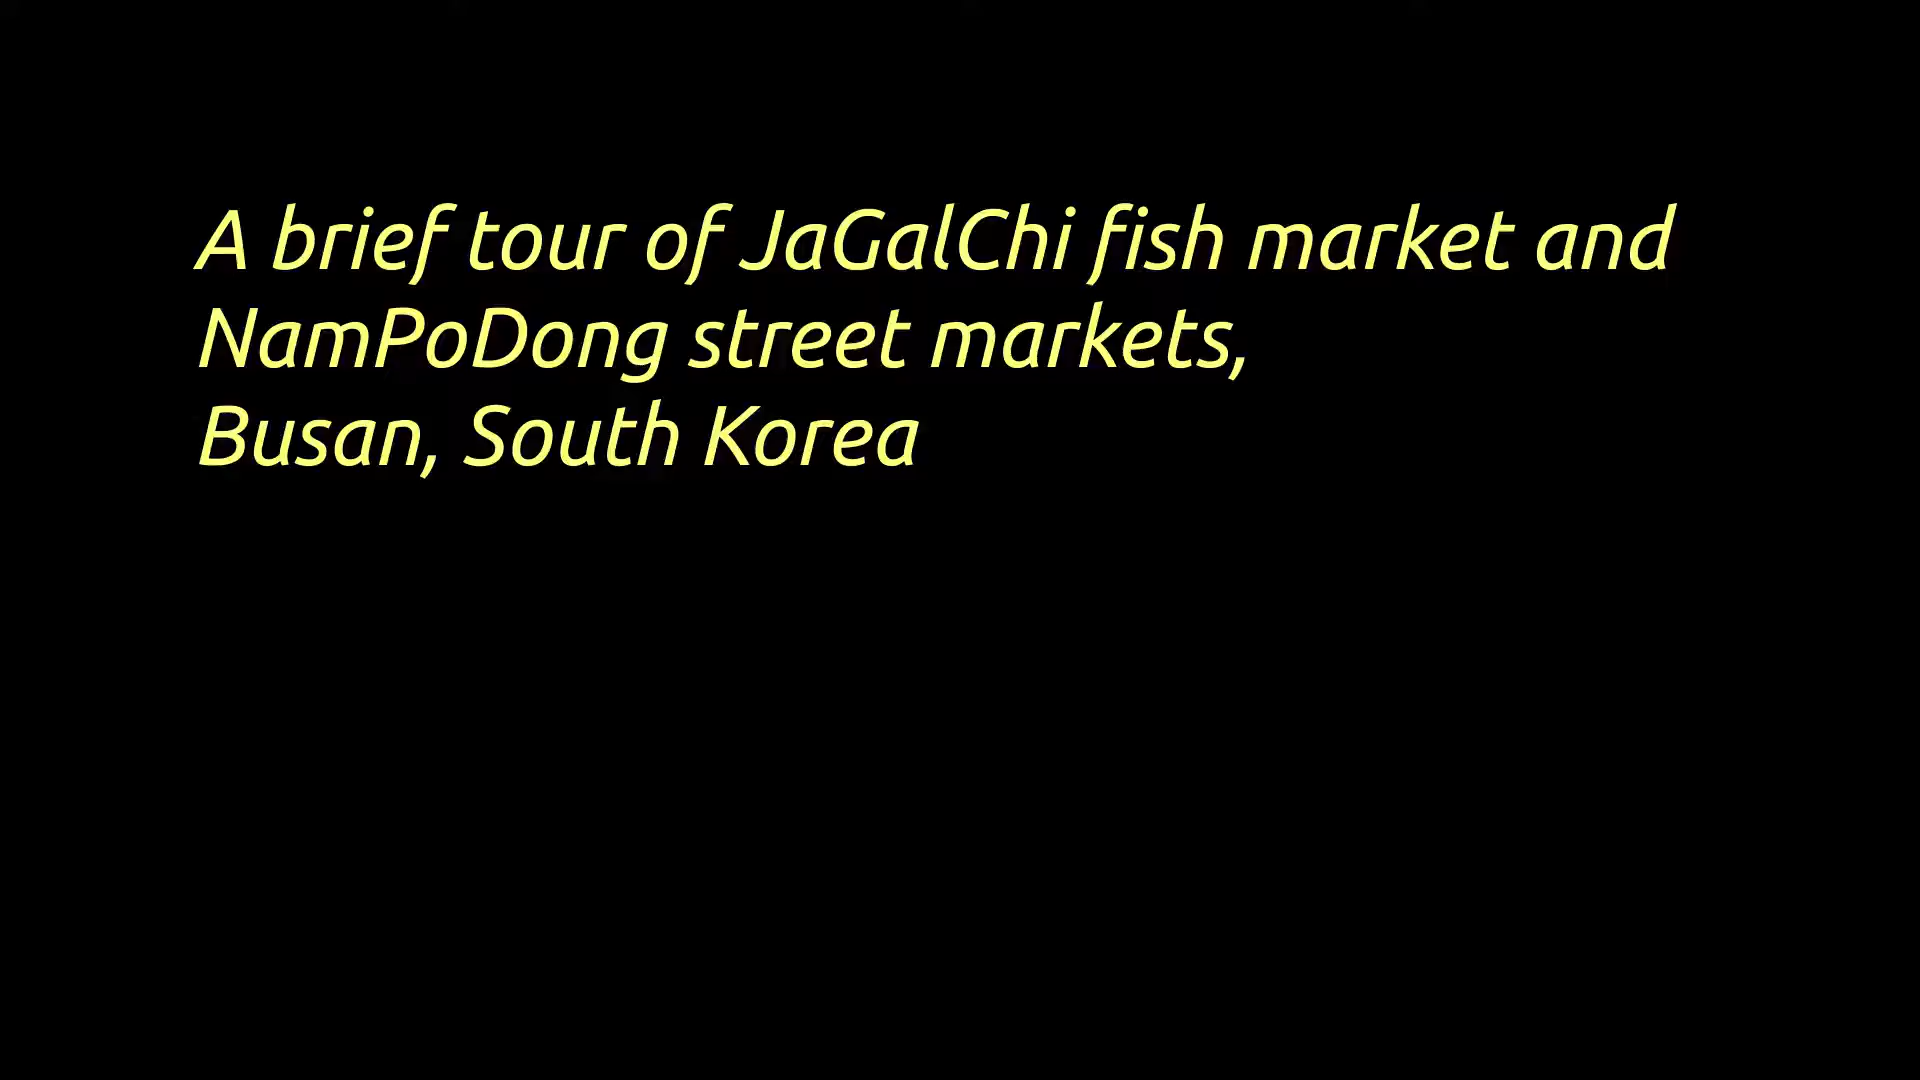 A brief tour of JaGalChi fish market and
NamPoDong street markets,
Busan, South Korea